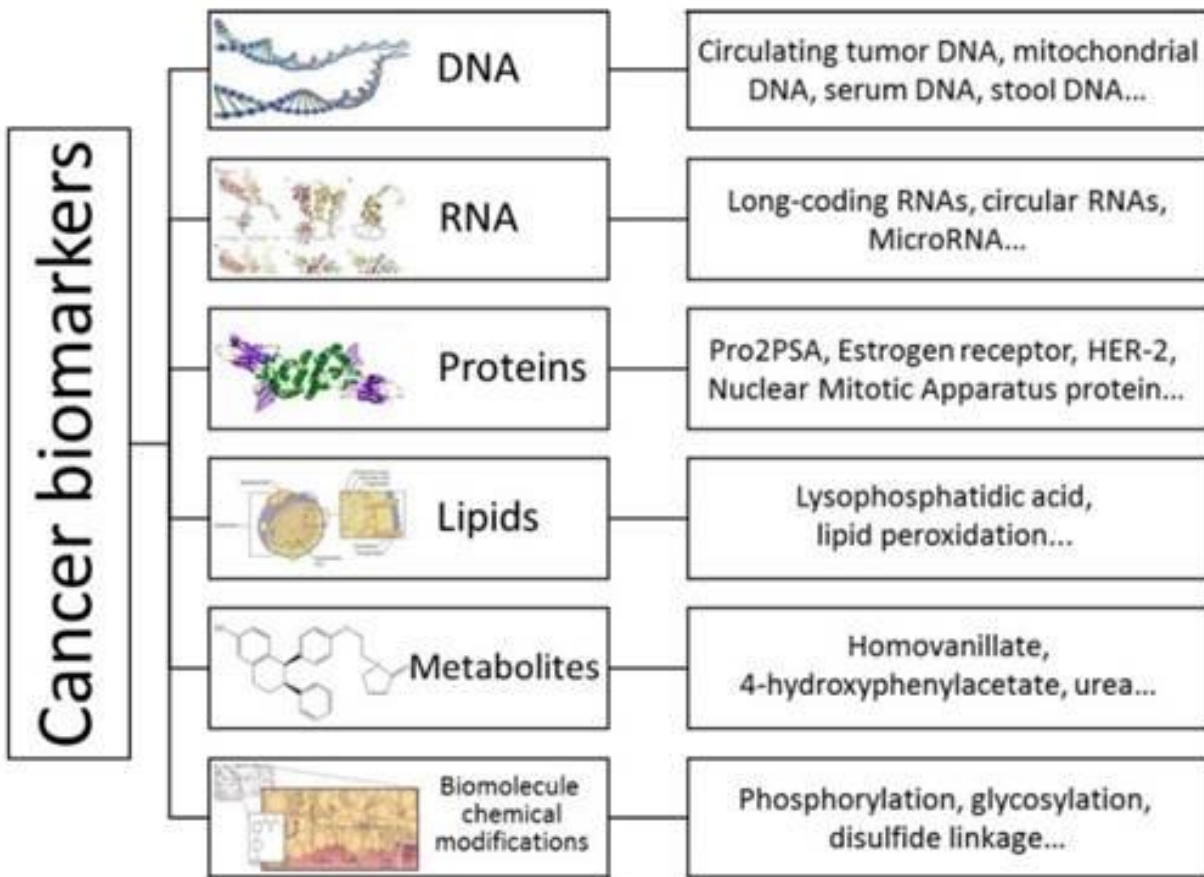 Cancer biomarkers
DNA
Circulating tumor DNA, mitochondrial
DNA, serum DNA, stool DNA...
RNA
Long-coding RNAs, circular RNAs,
MicroRNA...
Proteins
Pro2PSA, Estrogen receptor, HER-2,
Nuclear Mitotic Apparatus protein...
Lipids
Lysophosphatidic acid,
lipid peroxidation...
Metabolites
Homovanillate,
4-hydroxyphenylacetate, urea...
Biomolecule
chemical
modifications
Phosphorylation, glycosylation,
disulfide linkage...